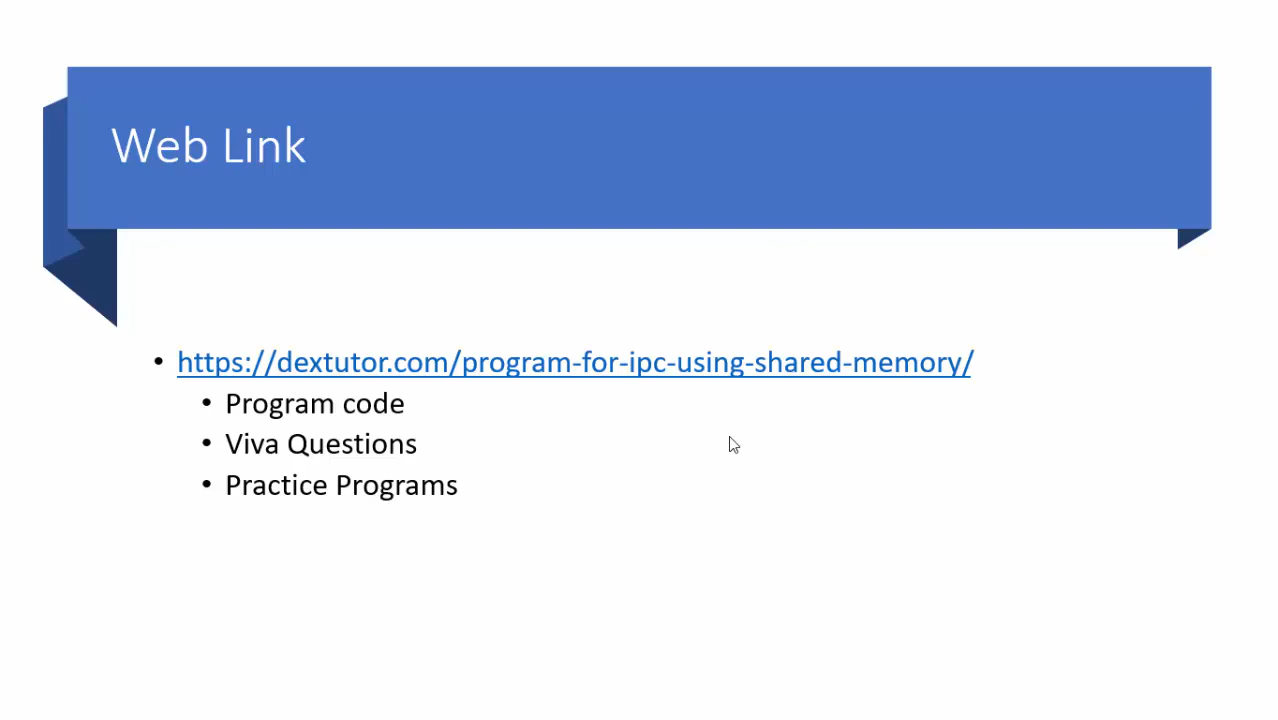 Web Link
• https://dextutor.com/program-for-ipc-using-shared-memory/
• Program code
• Viva Questions
• Practice Programs